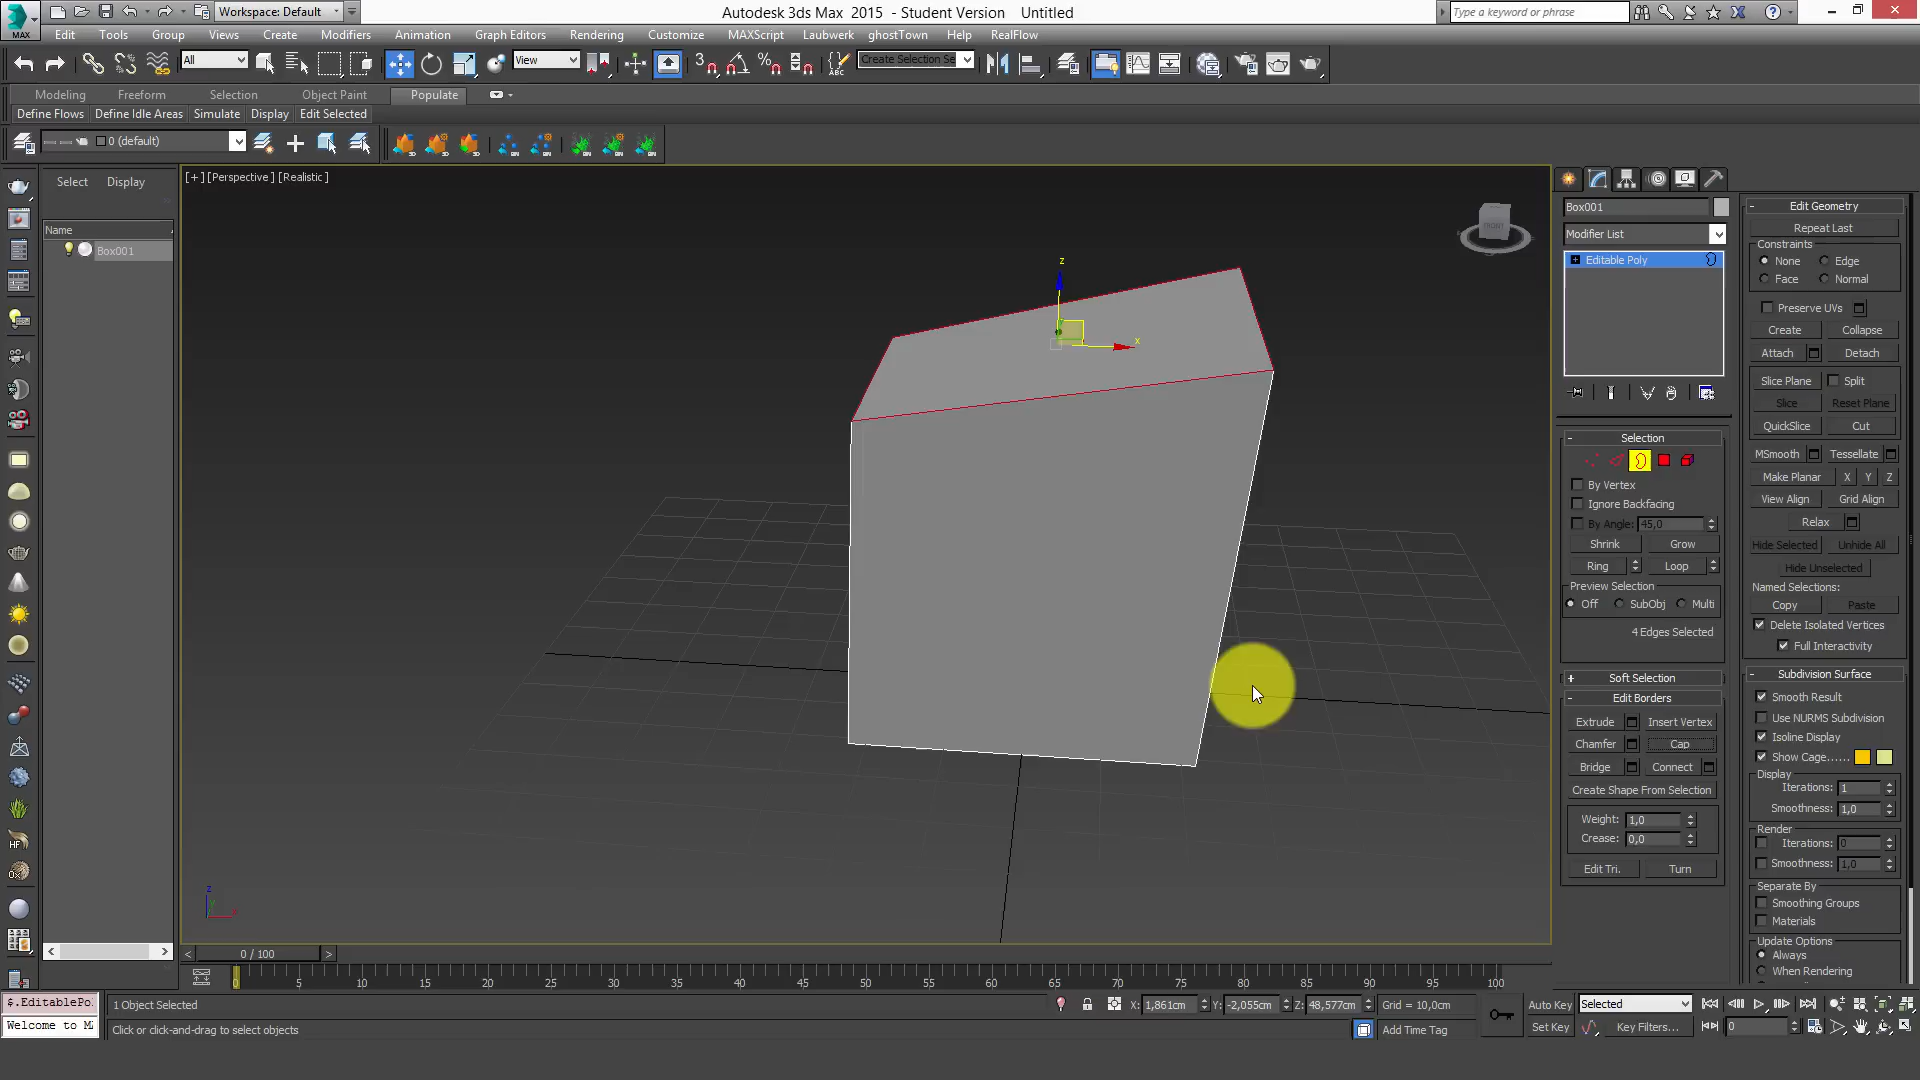 Workspace: Default
Autodesk 3ds Max 2015 - Student Version Untitled
Type a keyword or phrase
MAX
Edit Tools Group Views Create Modifiers Animation Graph Editors Rendering Customize MAXScript Laubwerk ghostTown Help RealFlow
All
View
Create Selection Se
Modeling Freeform Selection Object Paint Populate
Define Flows Define Idle Areas Simulate Display Edit Selected
0 (default)
Select Display
Name
Box001
[+] [Perspective] [Realistic]
z
x
FRONT
Box001
Modifier List
Editable Poly
Selection
By Vertex
Ignore Backfacing
By Angle: 45,0
Shrink Grow
Ring Loop
Preview Selection
Off SubObj Multi
4 Edges Selected
Soft Selection
Edit Borders
Extrude Insert Vertex
Chamfer Cap
Bridge Connect
Create Shape From Selection
Weight: 1,0
Crease: 0,0
Edit Tri. Turn
Edit Geometry
Repeat Last
Constraints
None Edge
Face Normal
Preserve UVs
Create Collapse
Attach Detach
Slice Plane Split
Slice Reset Plane
QuickSlice Cut
MSmooth Tessellate
Make Planar X Y Z
View Align Grid Align
Relax
Hide Selected Unhide All
Hide Unselected
Named Selections:
Copy Paste
Delete Isolated Vertices
Full Interactivity
Subdivision Surface
Smooth Result
Use NURMS Subdivision
Isoline Display
Show Cage......
Display
Iterations: 1
Smoothness: 1,0
Render
Iterations: 0
Smoothness: 1,0
Separate By
Smoothing Groups
Materials
Update Options
Always
When Rendering
0 / 100
0 5 10 15 20 25 30 35 40 45 50 55 60 65 70 75 80 85 90 95 100
$.EditablePo
Welcome to M
1 Object Selected
Click or click-and-drag to select objects
X: 1,861cm Y: -2,055cm Z: 48,577cm Grid = 10,0cm
Add Time Tag
Auto Key Selected
Set Key Key Filters...
0